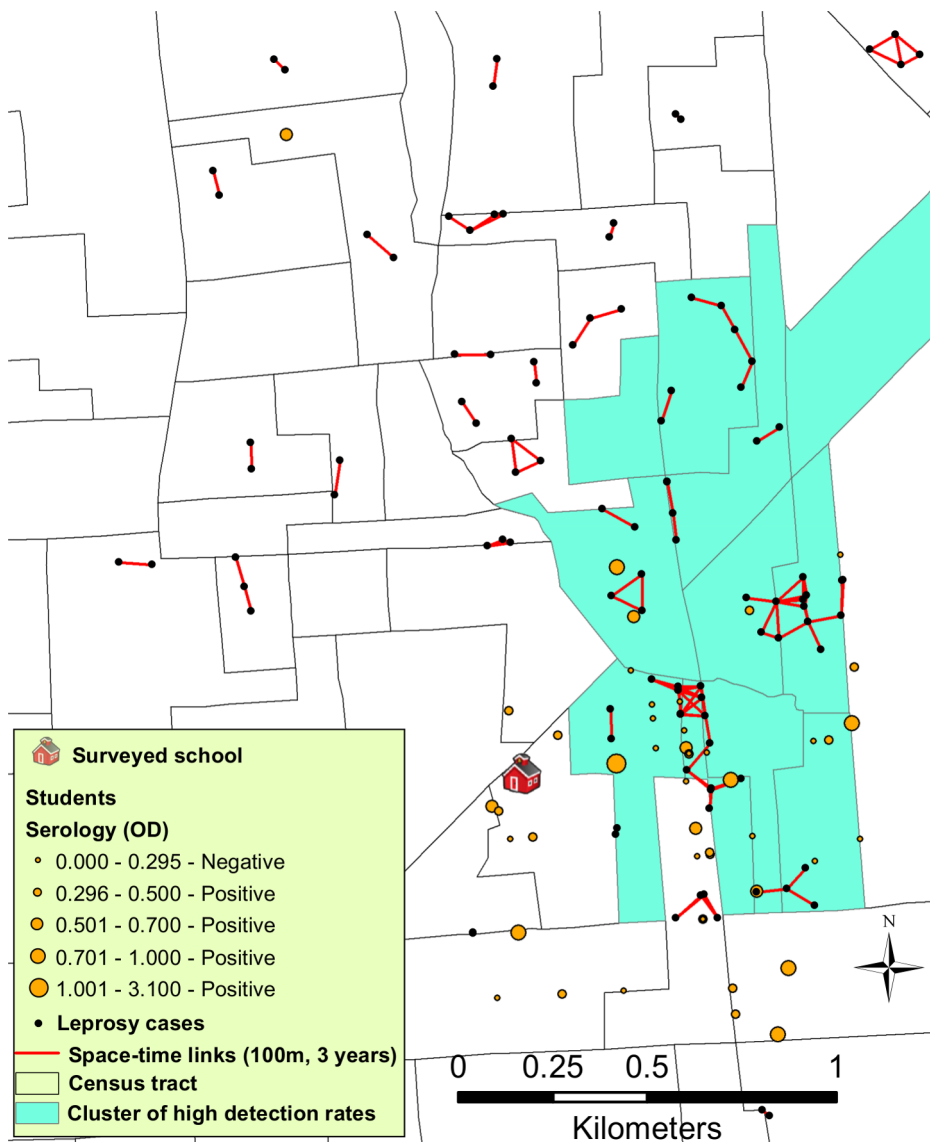 Surveyed school
Students
Serology (OD)
0.000 - 0.295 - Negative
0.296 - 0.500 - Positive
0.501 - 0.700 - Positive
0.701 - 1.000 - Positive
1.001 - 3.100 - Positive
Leprosy cases
Space-time links (100m, 3 years)
Census tract
Cluster of high detection rates
N
0 0.25 0.5 1
Kilometers